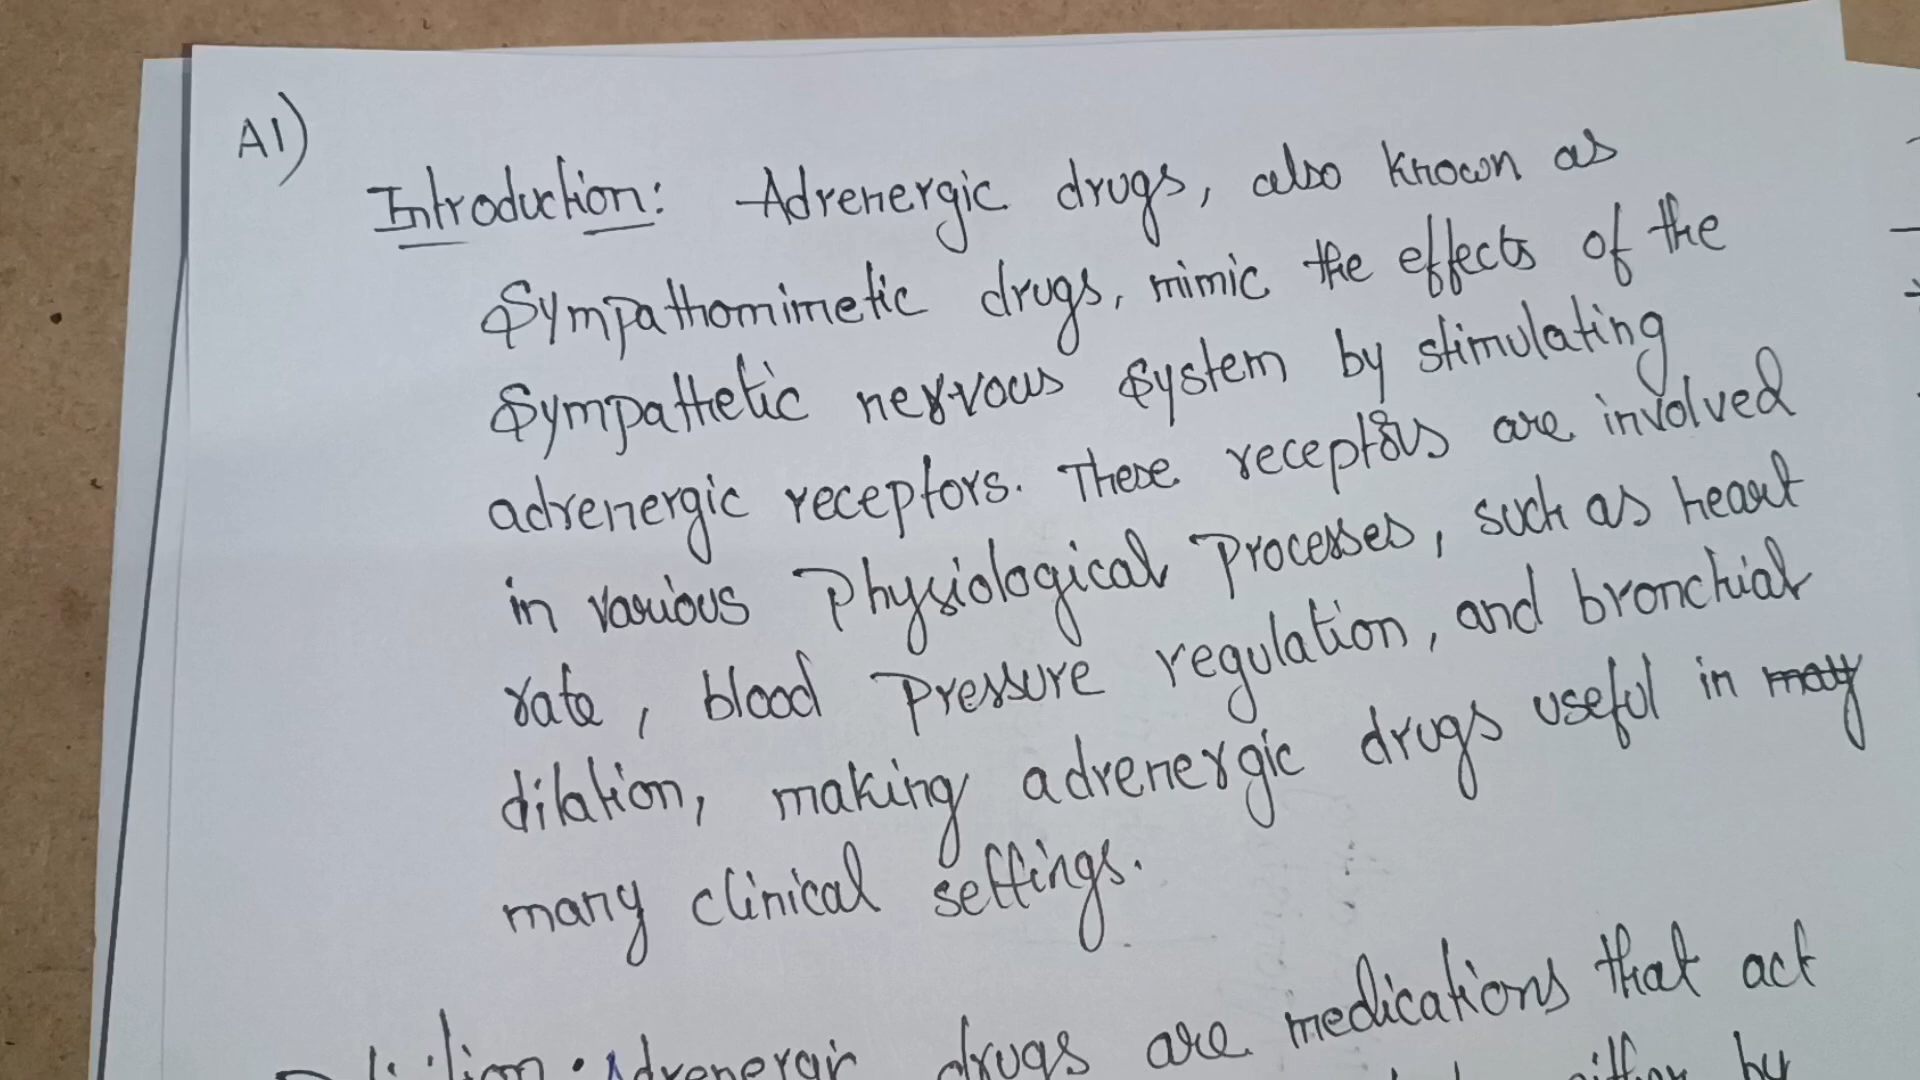 A1)
Introduction: Adrenergic drugs, also known as
Sympathomimetic drugs, mimic the effects of the
Sympathetic nervous system by stimulating
adrenergic receptors. These receptors are involved
in various Physiological Processes, such as heart
rate, blood Pressure regulation, and bronchial
dilation, making adrenergic drugs useful in
many clinical settings.
Adrenergic drugs are medications that act
by